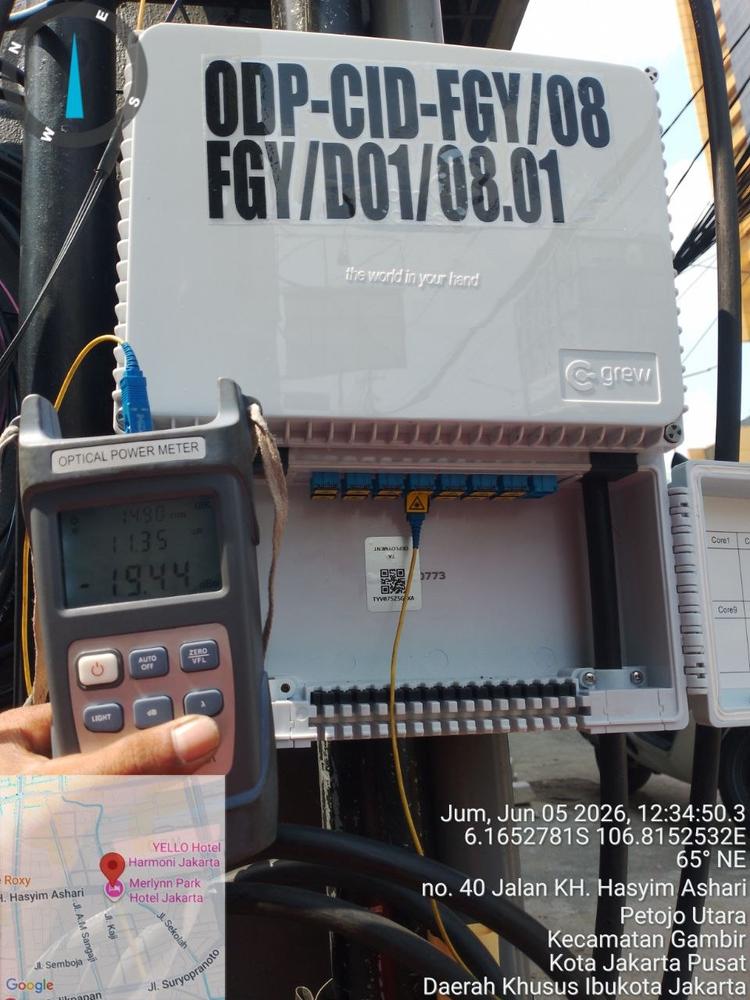 N
E
S
W
ODP-CID-FGY/08
FGY/D01/08.01
the world in your hand
grew
OPTICAL POWER METER
1490
11.35
-19.44
AUTO OFF
ZERO VFL
LIGHT
dB
λ
TA
DEPLOYMENT
0773
Core1
Core9
Jum, Jun 05 2026, 12:34:50.3
6.1652781S 106.8152532E
65° NE
no. 40 Jalan KH. Hasyim Ashari
Petojo Utara
Kecamatan Gambir
Kota Jakarta Pusat
Daerah Khusus Ibukota Jakarta
YELLO Hotel
Harmoni Jakarta
Roxy
H. Hasyim Ashari
Merlynn Park
Hotel Jakarta
Jl. A.M Sangaji
Jl. Kaji
Jl. Sekolah
Jl. Semboja
Jl. Suryopranoto
Google